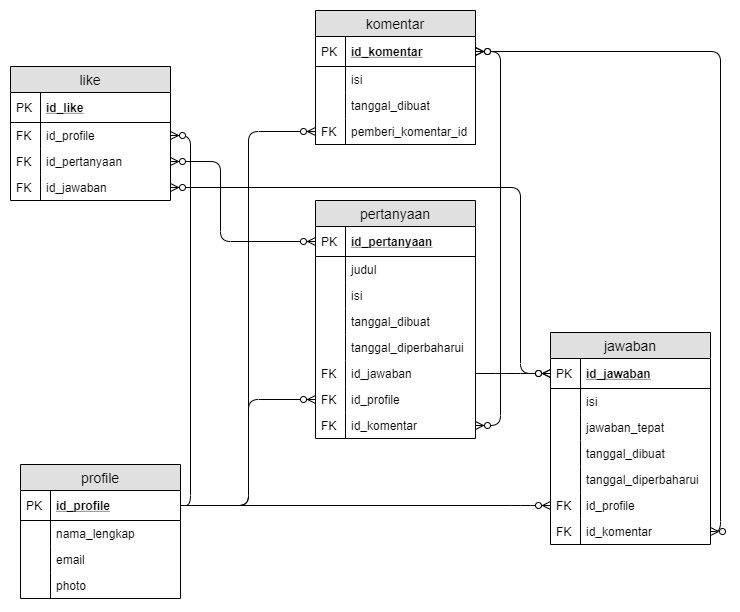 komentar
PK id_komentar
isi
tanggal_dibuat
FK pemberi_komentar_id
like
PK id_like
FK id_profile
FK id_pertanyaan
FK id_jawaban
pertanyaan
PK id_pertanyaan
judul
isi
tanggal_dibuat
tanggal_diperbaharui
FK id_jawaban
FK id_profile
FK id_komentar
jawaban
PK id_jawaban
isi
jawaban_tepat
tanggal_dibuat
tanggal_diperbaharui
FK id_profile
FK id_komentar
profile
PK id_profile
nama_lengkap
email
photo